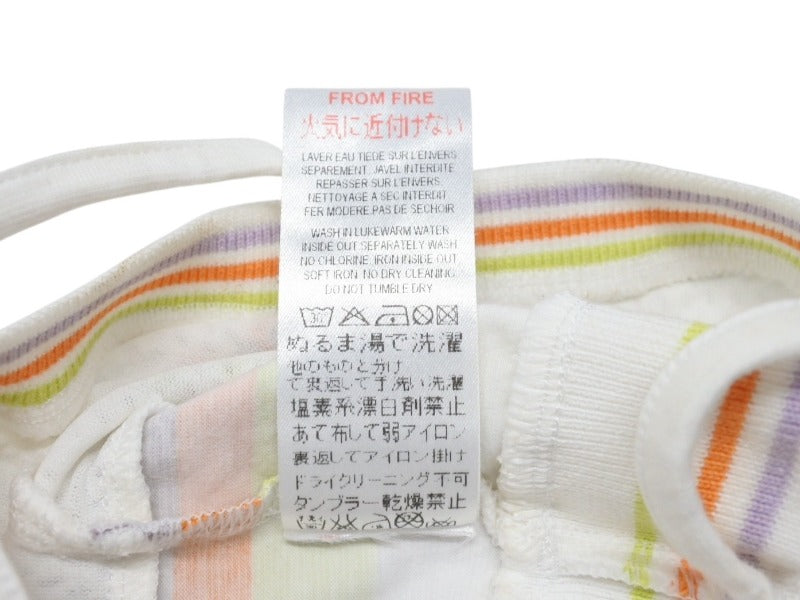 FROM FIRE
火気に近付けない
LAVER EAU TIEDE SUR L'ENVERS
SEPAREMENT, JAVEL INTERDITE
REPASSER SUR L'ENVERS,
NETTOYAGE A SEC INTERDIT
FER MODERE PAS DE SECHOIR
WASH IN LUKEWARM WATER
INSIDE OUT SEPARATELY WASH
NO CHLORINE, IRON INSIDE OUT
SOFT IRON, NO DRY CLEANING
DO NOT TUMBLE DRY
ぬるま湯で洗濯
他のものと分け
て裏返して手洗い洗濯
塩素系漂白剤禁止
あて布して弱アイロン
裏返してアイロン掛け
ドライクリーニング不可
タンブラー乾燥禁止